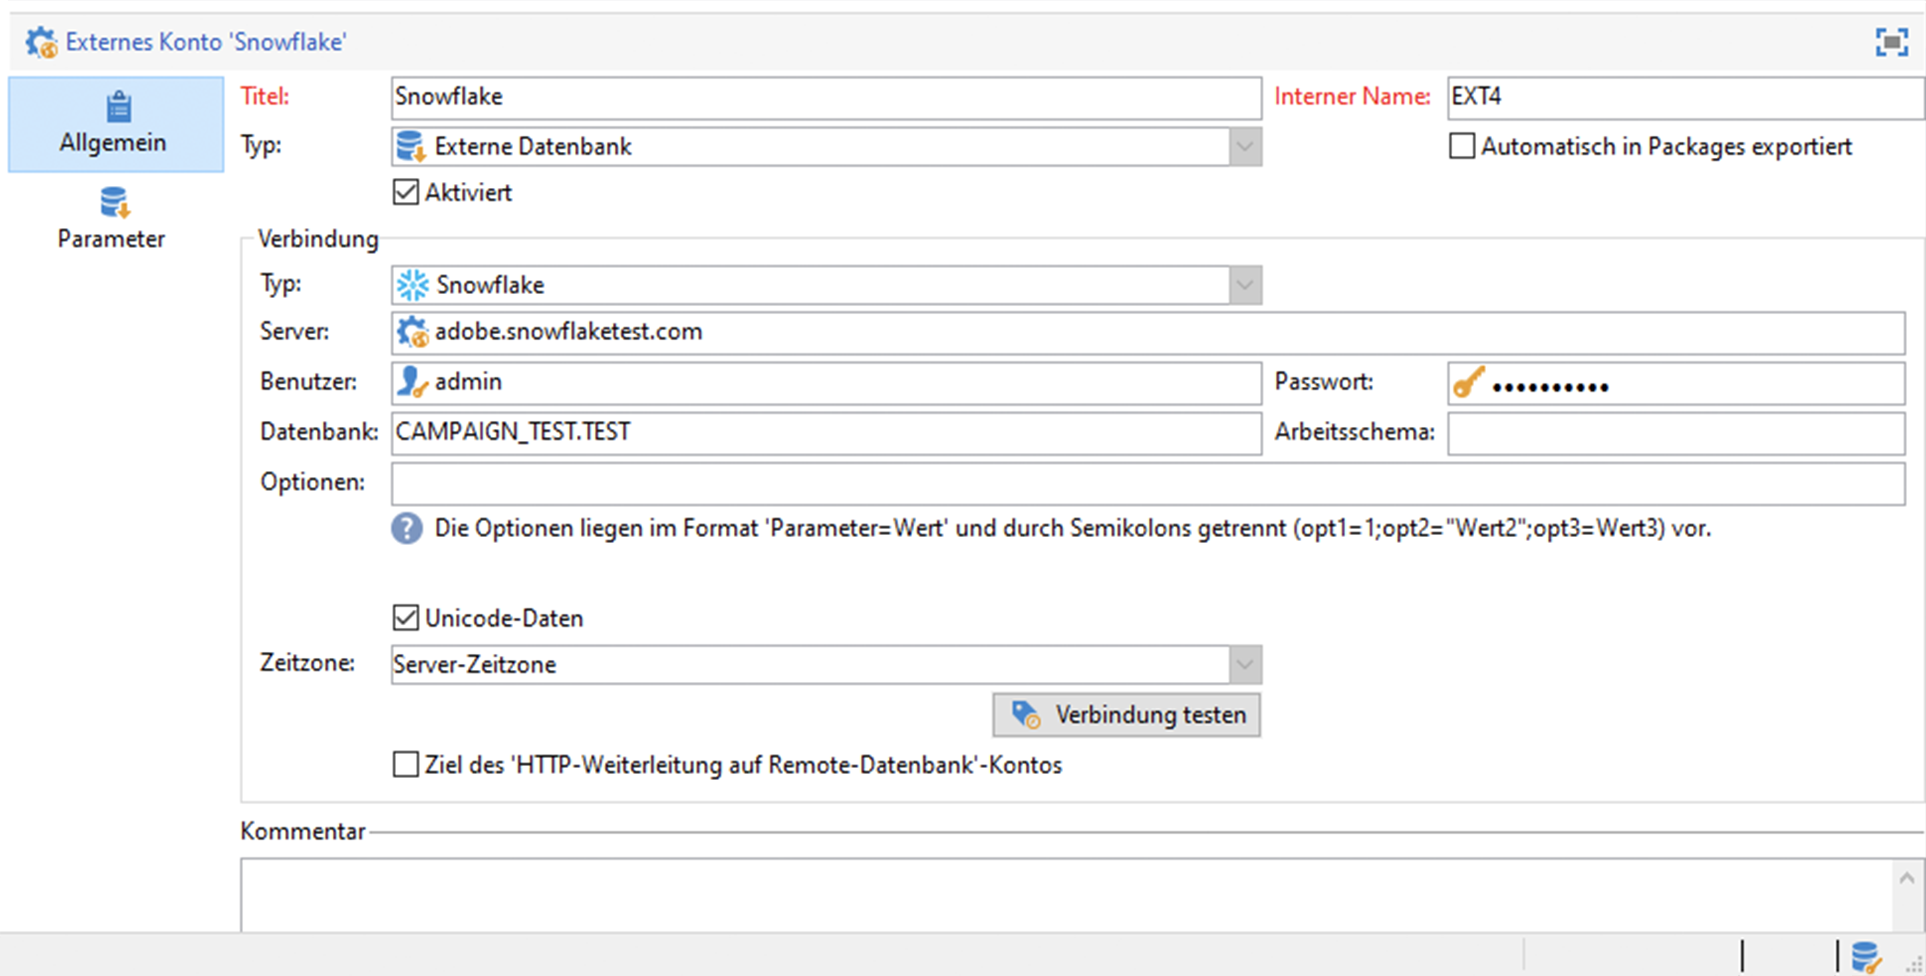 Externes Konto 'Snowflake'
Allgemein
Parameter
Titel: Snowflake Interner Name: EXT4
Typ: Externe Datenbank Automatisch in Packages exportiert
Aktiviert
Verbindung
Typ: Snowflake
Server: adobe.snowflaketest.com
Benutzer: admin Passwort: ••••••••••
Datenbank: CAMPAIGN_TEST.TEST Arbeitsschema:
Optionen:
? Die Optionen liegen im Format 'Parameter=Wert' und durch Semikolons getrennt (opt1=1;opt2="Wert2";opt3=Wert3) vor.
Unicode-Daten
Zeitzone: Server-Zeitzone
Verbindung testen
Ziel des 'HTTP-Weiterleitung auf Remote-Datenbank'-Kontos
Kommentar